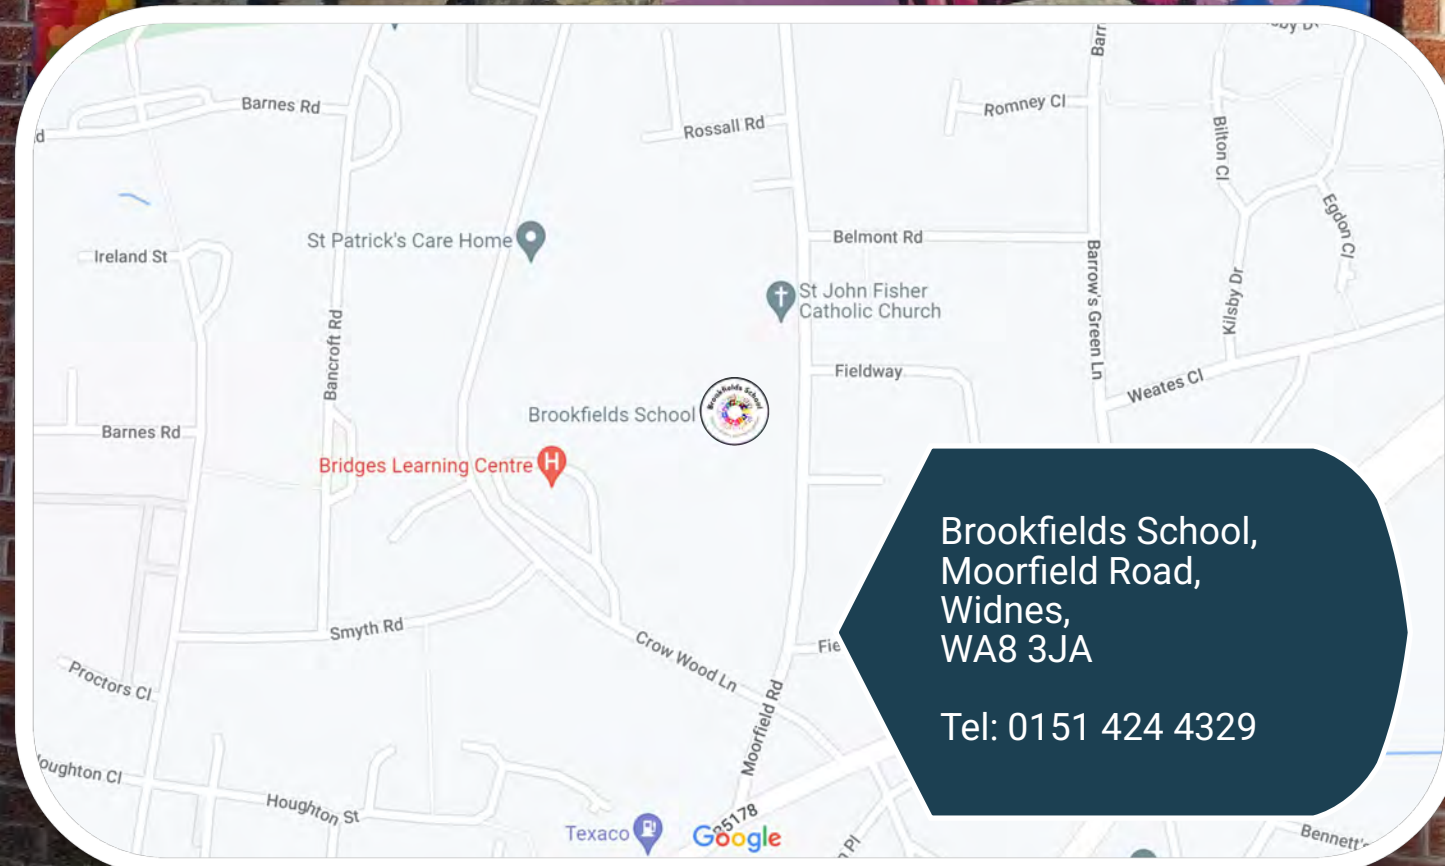 Barnes Rd
Rossall Rd
Romney Cl
Bilton Cl
Egdon Cl
Ireland St
St Patrick's Care Home
Belmont Rd
Barrow's Green Ln
Kilsby Dr
St John Fisher
Catholic Church
Bancroft Rd
Fieldway
Weates Cl
Brookfields School
Brookfields School
Barnes Rd
Bridges Learning Centre
H
Smyth Rd
Crow Wood Ln
Moorfield Rd
Proctors Cl
Houghton St
Texaco
Google
Brookfields School,
Moorfield Road,
Widnes,
WA8 3JA
Tel: 0151 424 4329